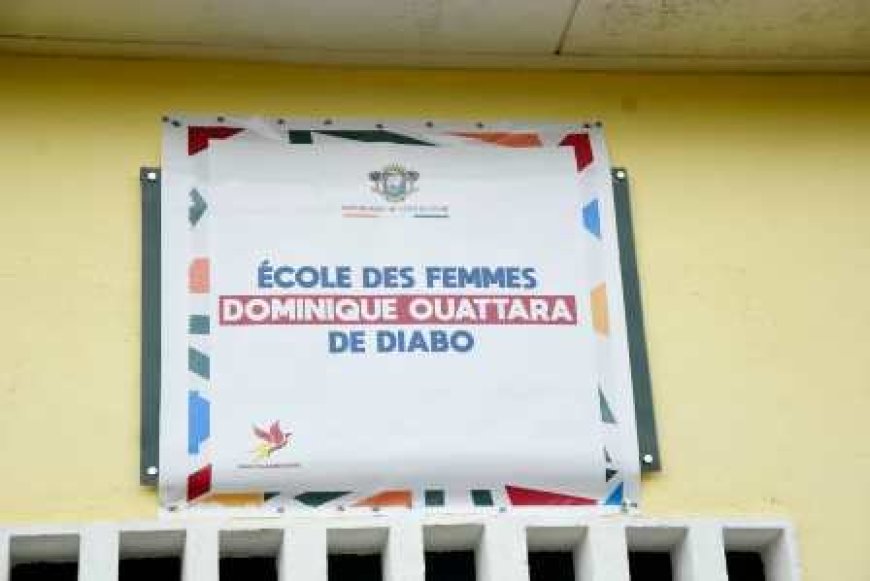 ÉCOLE DES FEMMES
DOMINIQUE OUATTARA
DE DIABO